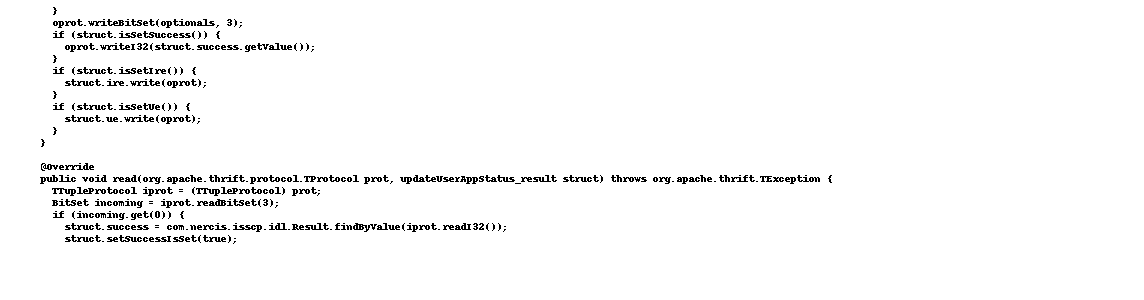 }
oprot.writeBitSet(optionals, 3);
if (struct.isSetSuccess()) {
oprot.writeI32(struct.success.getValue());
}
if (struct.isSetIre()) {
struct.ire.write(oprot);
}
if (struct.isSetUe()) {
struct.ue.write(oprot);
}
}
@Override
public void read(org.apache.thrift.protocol.TProtocol prot, updateUserAppStatus_result struct) throws org.apache.thrift.TException {
TTupleProtocol iprot = (TTupleProtocol) prot;
BitSet incoming = iprot.readBitSet(3);
if (incoming.get(0)) {
struct.success = com.nercis.isscp.idl.Result.findByValue(iprot.readI32());
struct.setSuccessIsSet(true);